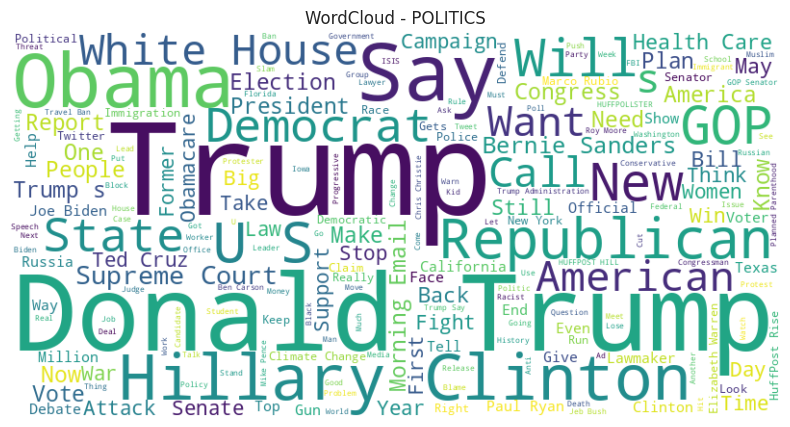 WordCloud - POLITICS
Political
Threat
White House
Ban
Government
Say
Campaign
Will
s
Health Care
Push
Party
Week
FBI
School
Immigrant
Muslim
Obama
Slam
Group
ISIS
Lawyer
Defend
Marco Rubio
Plan
Senator
GOP Senator
May
Election
Florida
Congress
America
HUFFPOLLSTER
Getting
Travel Ban
Immigration
President
Race
Ask
Rule
Must
Want
Need
Show
GOP
Report
Twitter
Lead
Trump
Democrat
Gets
Tweet
Poll
Roy Moore
Washington
See
Help
One
Put
Former
Obamacare
Protester
Police
Bernie Sanders
Bill
Russian
People
Block
Big
Iowa
Progressive
Change
Warn
Kid
Call
New
Conservative
Think
Know
Planned Parenthood
Trump s
House
Case
Take
Chris Christie
Trump Administration
Women
Joe Biden
Democratic
Come
Let
Still
Official
Issue
Speech
Next
State
Got
Worker
U
U S
Law
Leader
Go
Make
New York
Republican
Federal
Win
Voter
Biden
Office
Stop
Russia
Ted Cruz
Claim
Really
Morning Email
California
Face
American
Cut
Congressman
Texas
Way
Real
Supreme Court
Judge
Ben Carson
Money
Support
Move
Much
Trump Say
Back
Use
HUFFPOST HILL
Politic
Racist
Protest
Donald Trump
Job
Deal
Keep
Black
Man
Fight
End
Going
Question
Meet
Lose
Even
Run
Elizabeth Warren
HuffPost Rise
Million
Work
Candidate
Student
Mike Pence
Climate Change
Media
Tell
History
Anti
Ad
Give
Lawmaker
Another
Watch
Now
War
Thing
Talk
Policy
Hillary Clinton
Stand
Good
Problem
First
Release
Blame
Death
Day
Look
Vote
Debate
Attack
Senate
Top
Gun
World
Year
Right
Paul Ryan
Jeb Bush
Clinton
Hit
Time